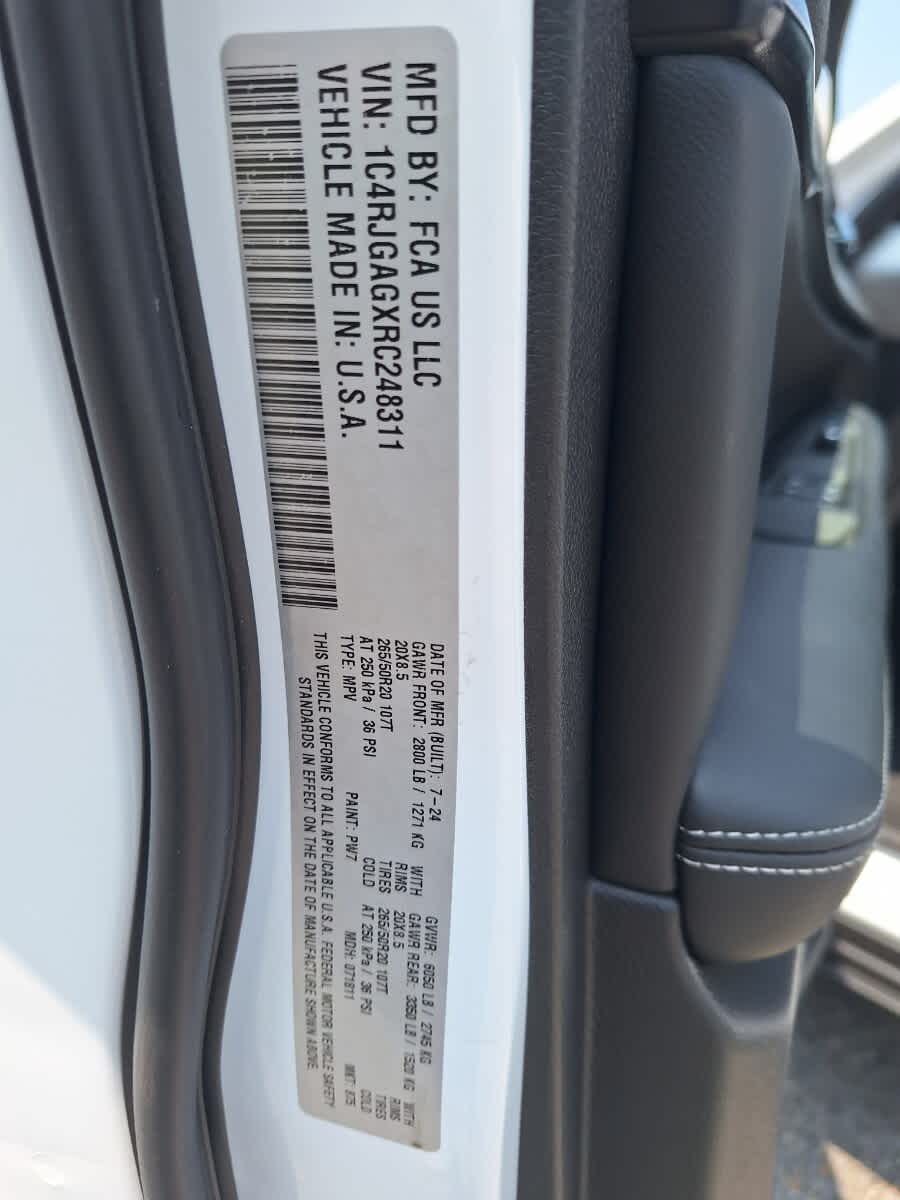 MFD BY: FCA US LLC
VIN: 1C4RJGAGXRC248311
VEHICLE MADE IN: U.S.A.
DATE OF MFR (BUILT): 7-24 GVWR: 6050 LB / 2745 KG
GAWR FRONT: 2800 LB / 1271 KG WITH GAWR REAR: 3350 LB / 1520 KG WITH
20X8.5 RIMS 20X8.5 RIMS
265/50R20 107T TIRES 265/50R20 107T TIRES
AT 250 kPa / 36 PSI COLD AT 250 kPa / 36 PSI COLD
TYPE: MPV PAINT: PW7 MDH: 071811 MKT:
THIS VEHICLE CONFORMS TO ALL APPLICABLE U.S.A. FEDERAL MOTOR VEHICLE SAFETY
STANDARDS IN EFFECT ON THE DATE OF MANUFACTURE SHOWN ABOVE.